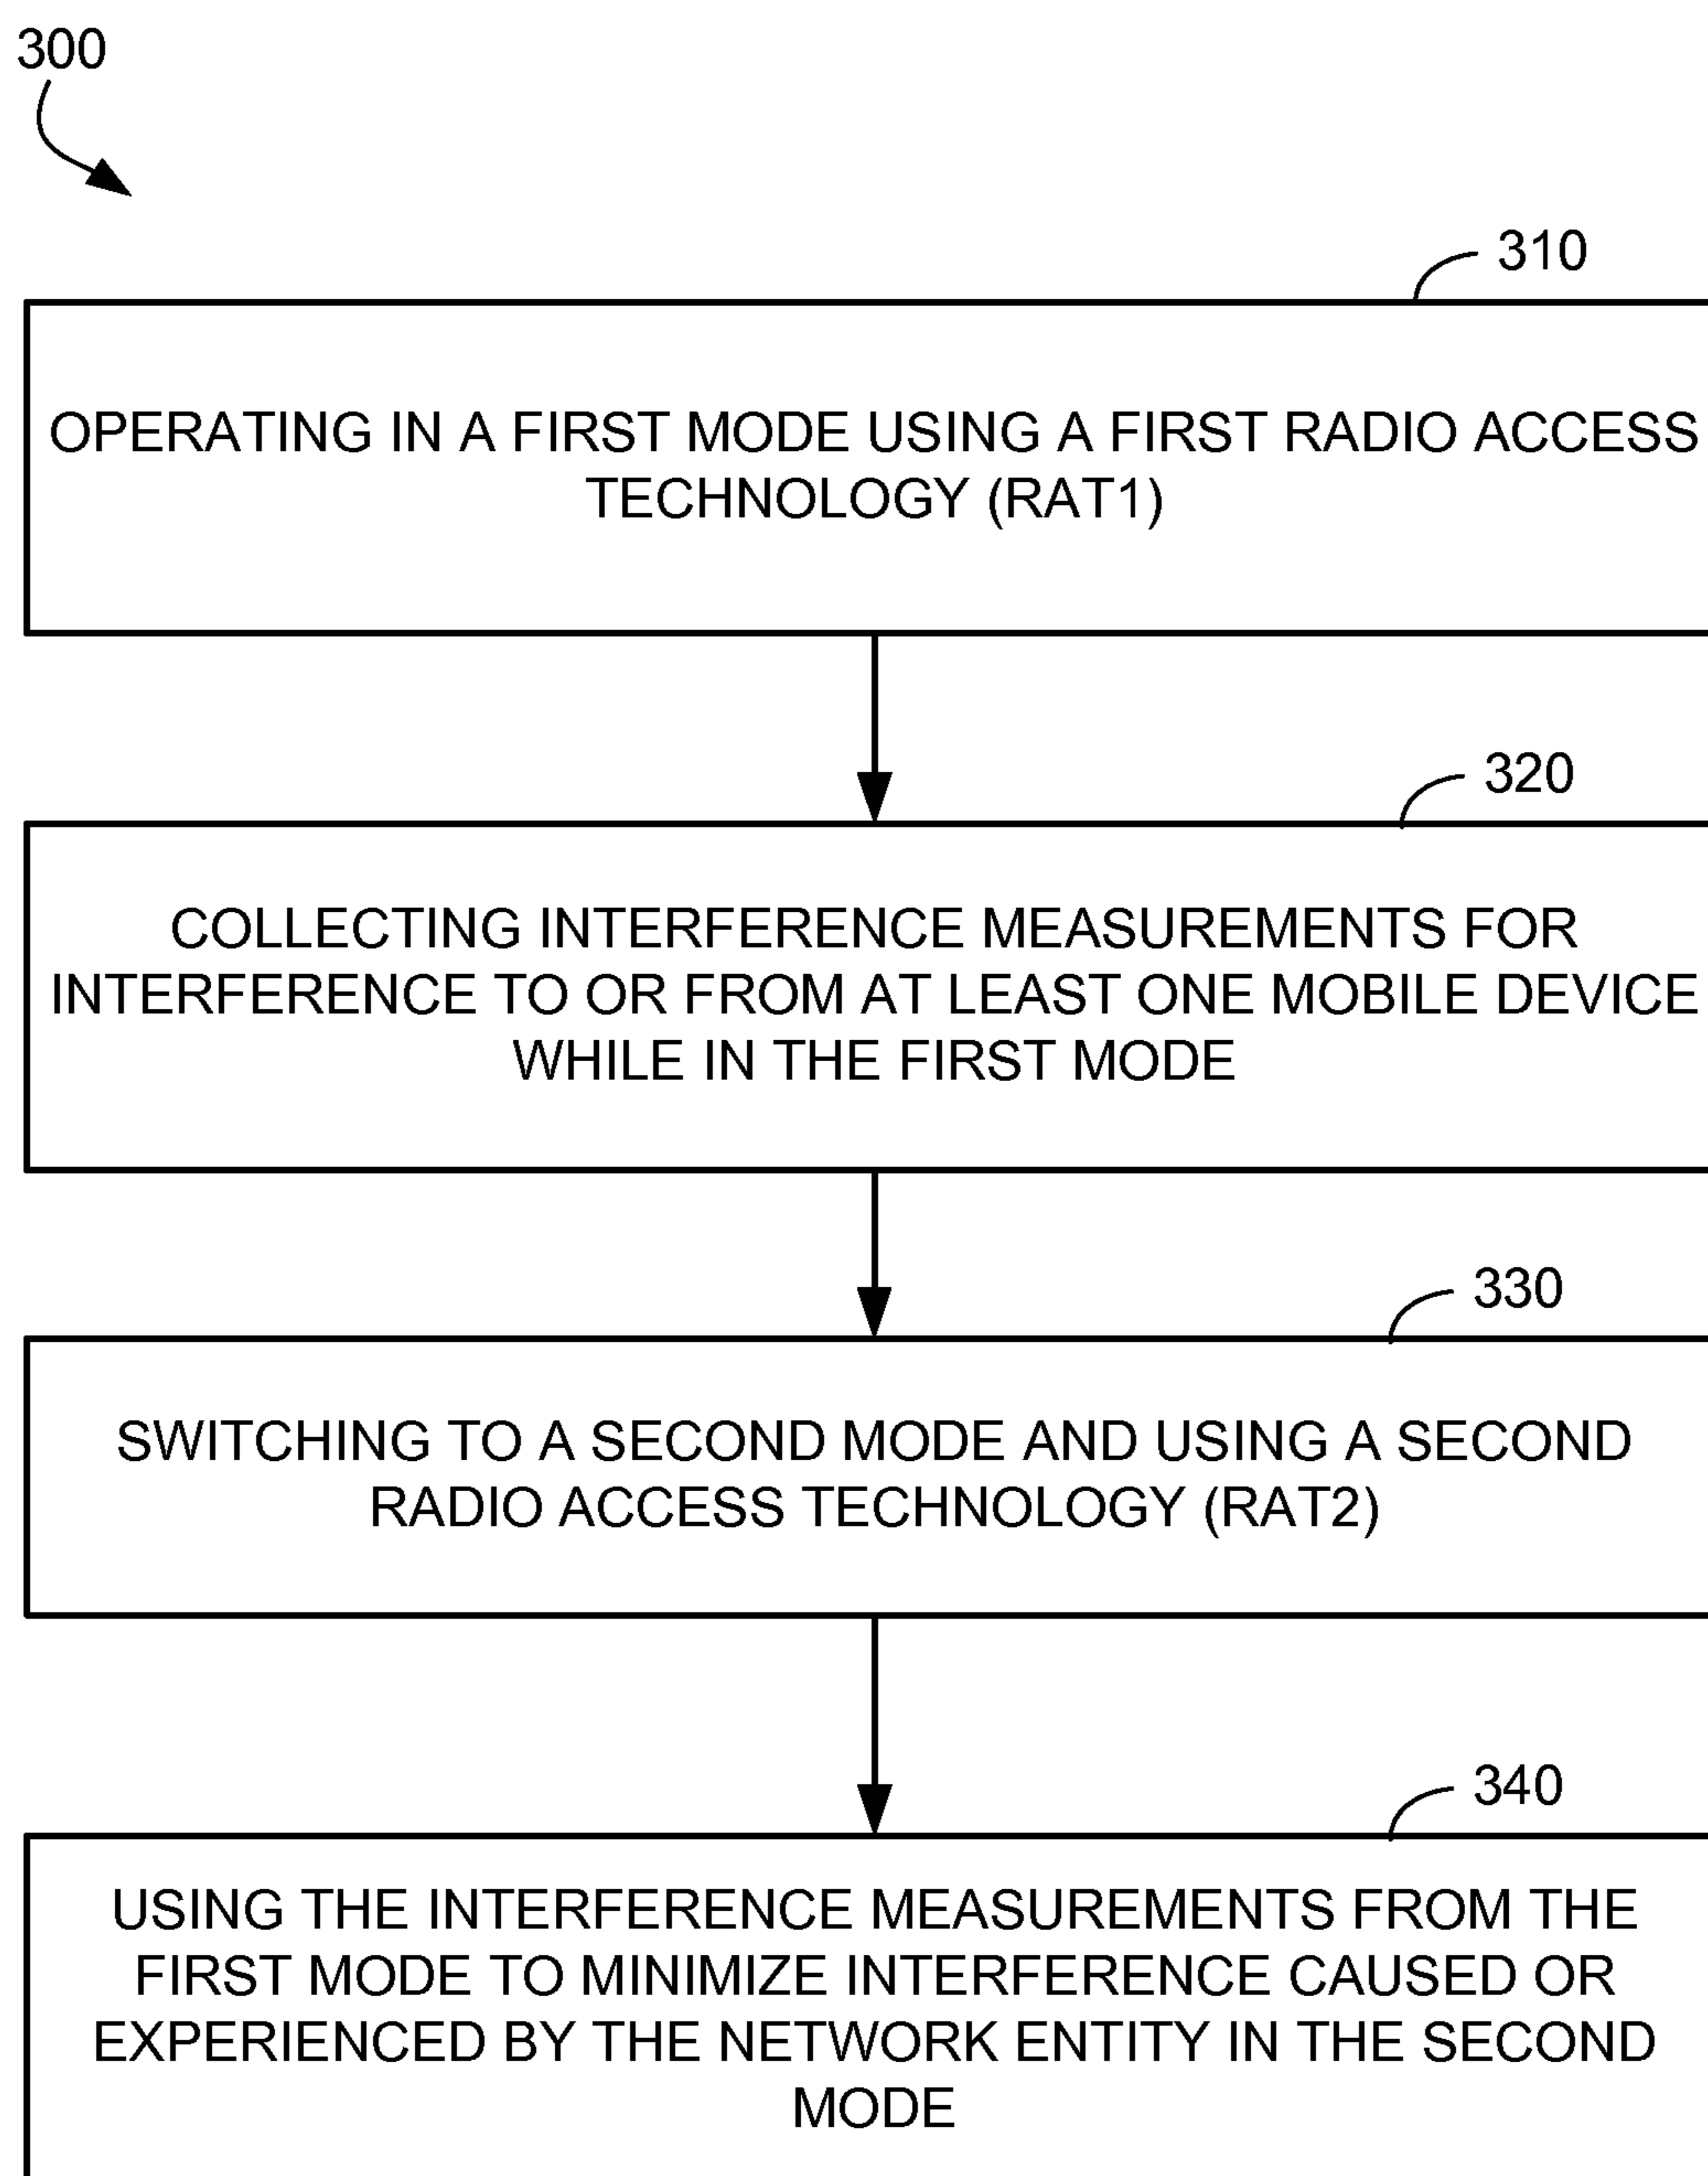 300
310
OPERATING IN A FIRST MODE USING A FIRST RADIO ACCESS
TECHNOLOGY (RAT1)
320
COLLECTING INTERFERENCE MEASUREMENTS FOR
INTERFERENCE TO OR FROM AT LEAST ONE MOBILE DEVICE
WHILE IN THE FIRST MODE
330
SWITCHING TO A SECOND MODE AND USING A SECOND
RADIO ACCESS TECHNOLOGY (RAT2)
340
USING THE INTERFERENCE MEASUREMENTS FROM THE
FIRST MODE TO MINIMIZE INTERFERENCE CAUSED OR
EXPERIENCED BY THE NETWORK ENTITY IN THE SECOND
MODE